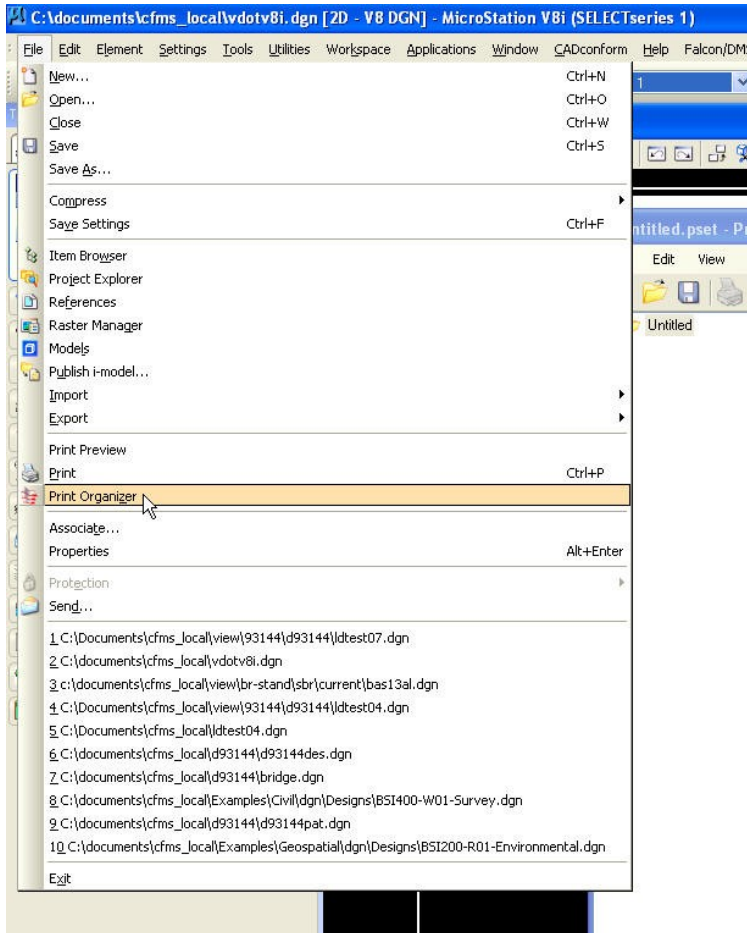 C:\documents\cfms_local\vdotv8i.dgn [2D - V8 DGN] - MicroStation V8i (SELECTseries 1)
File Edit Element Settings Tools Utilities Workspace Applications Window CADconform Help Falcon/DMS
New... Ctrl+N
1
Open... Ctrl+O
Close Ctrl+W
Save Ctrl+S
Save As...
Compress
Save Settings Ctrl+F
ntitled.pset - Pr
Item Browser
Edit View
Project Explorer
References
Raster Manager
Untitled
Models
Publish i-model...
Import
Export
Print Preview
Print Ctrl+P
Print Organizer
Associate...
Properties Alt+Enter
Protection
Send...
1 C:\Documents\cfms_local\view\93144\d93144\ldtest07.dgn
2 C:\documents\cfms_local\vdotv8i.dgn
3 c:\documents\cfms_local\view\br-stand\sbr\current\bas13al.dgn
4 C:\documents\cfms_local\view\93144\d93144\ldtest04.dgn
5 C:\Documents\cfms_local\ldtest04.dgn
6 C:\documents\cfms_local\d93144\d93144des.dgn
7 C:\documents\cfms_local\d93144\bridge.dgn
8 C:\documents\cfms_local\Examples\Civil\dgn\Designs\BSI400-W01-Survey.dgn
9 C:\documents\cfms_local\d93144\d93144pat.dgn
10 C:\documents\cfms_local\Examples\Geospatial\dgn\Designs\BSI200-R01-Environmental.dgn
Exit